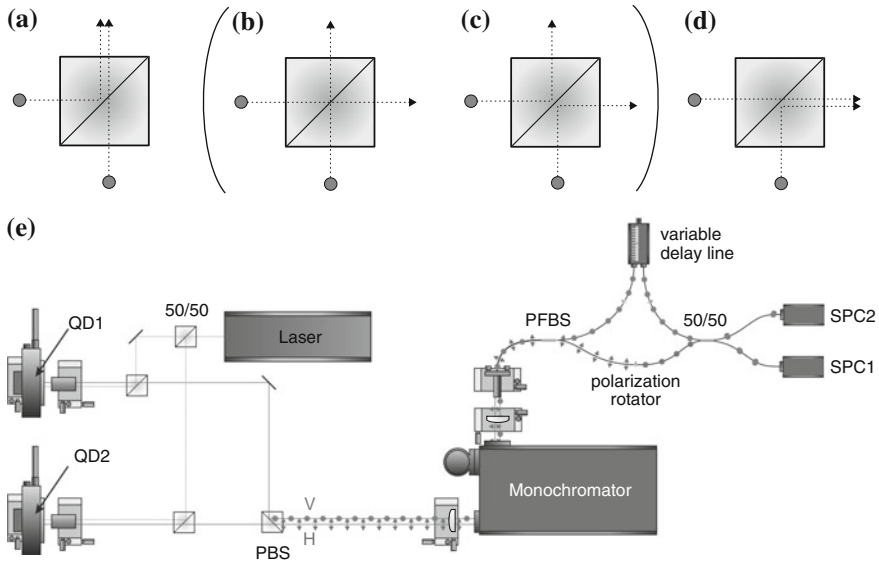 (a)
(b)
(c)
(d)
(e)
variable
delay line
QD1
50/50
Laser
PFBS
50/50
SPC2
SPC1
polarization
rotator
QD2
V
H
PBS
Monochromator